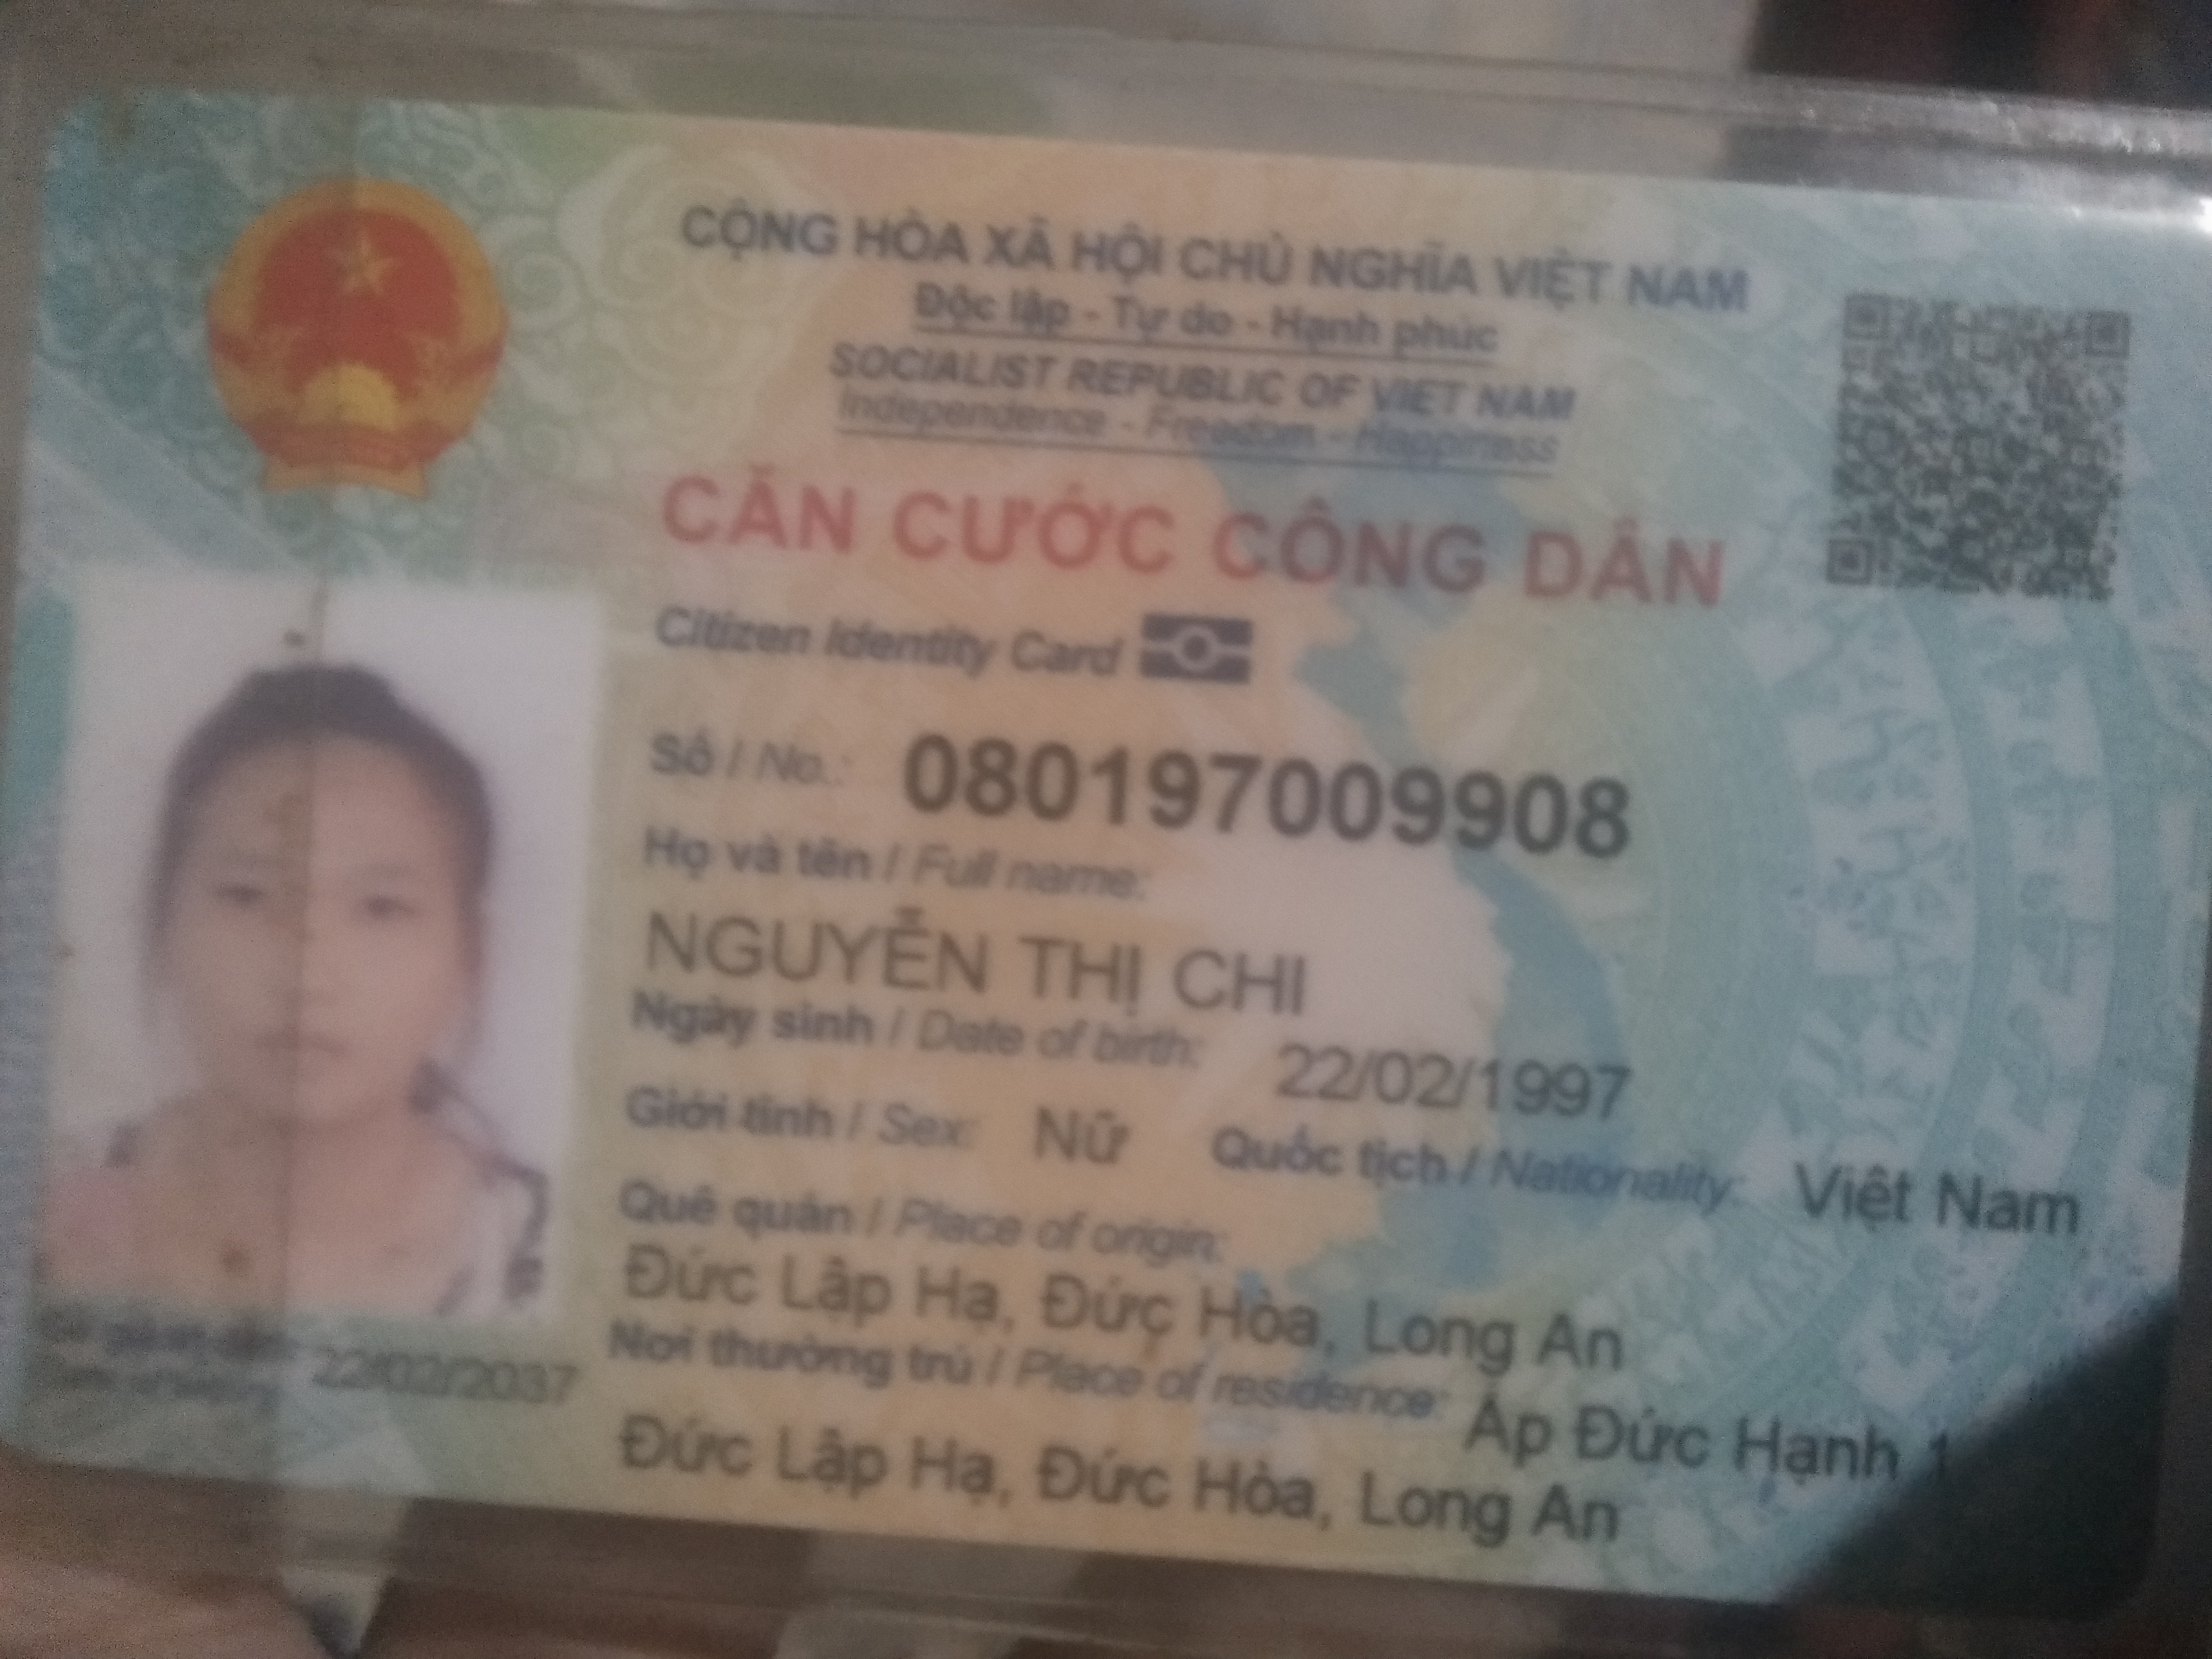 CỘNG HÒA XÃ HỘI CHỦ NGHĨA VIỆT NAM
Độc lập - Tự do - Hạnh phúc
SOCIALIST REPUBLIC OF VIET NAM
Independence - Freedom - Happiness
CĂN CƯỚC CÔNG DÂN
Citizen Identity Card
Số / No.: 080197009908
Họ và tên / Full name:
NGUYỄN THỊ CHI
Ngày sinh / Date of birth: 22/02/1997
Giới tính / Sex: Nữ Quốc tịch / Nationality: Việt Nam
Quê quán / Place of origin:
Đức Lập Hạ, Đức Hòa, Long An
Nơi thường trú / Place of residence: Ấp Đức Hạnh 1
Đức Lập Hạ, Đức Hòa, Long An
22/02/2037